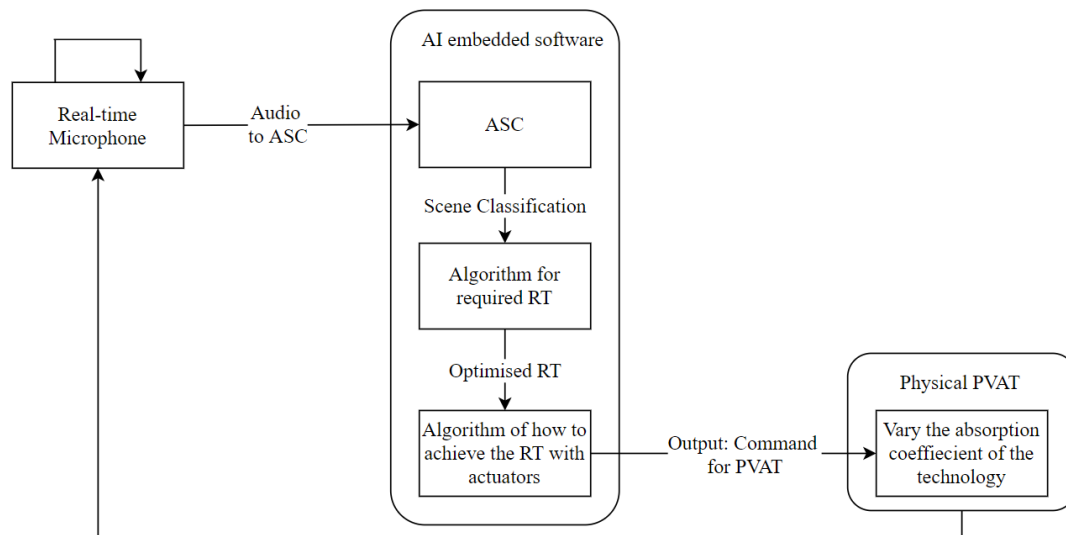 AI embedded software
Real-time
Microphone
Audio
to ASC
ASC
Scene Classification
Algorithm for
required RT
Optimised RT
Algorithm of how to
achieve the RT with
actuators
Output: Command
for PVAT
Physical PVAT
Vary the absorption
coeffiecient of the
technology